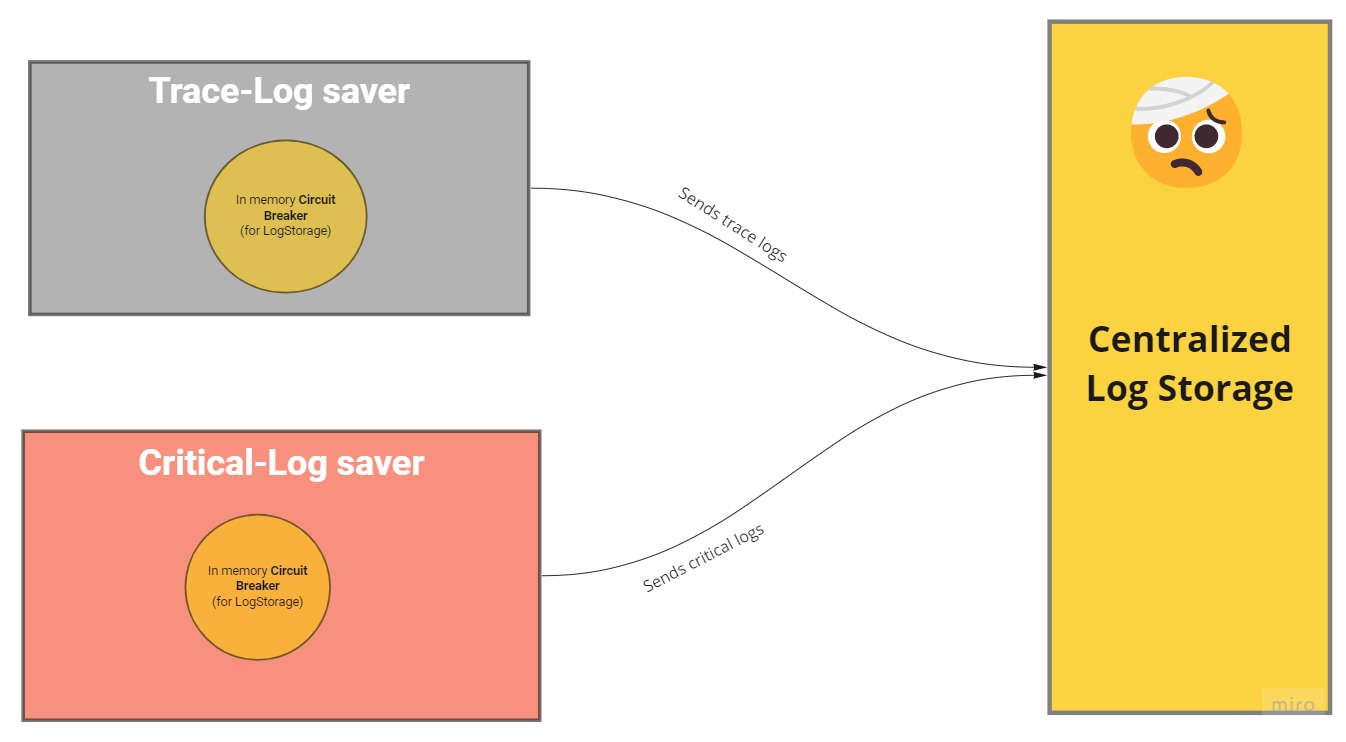 Trace-Log saver
In memory Circuit
Breaker
(for LogStorage)
Sends trace logs
Centralized
Log Storage
Critical-Log saver
In memory Circuit
Breaker
(for LogStorage)
Sends critical logs
miro